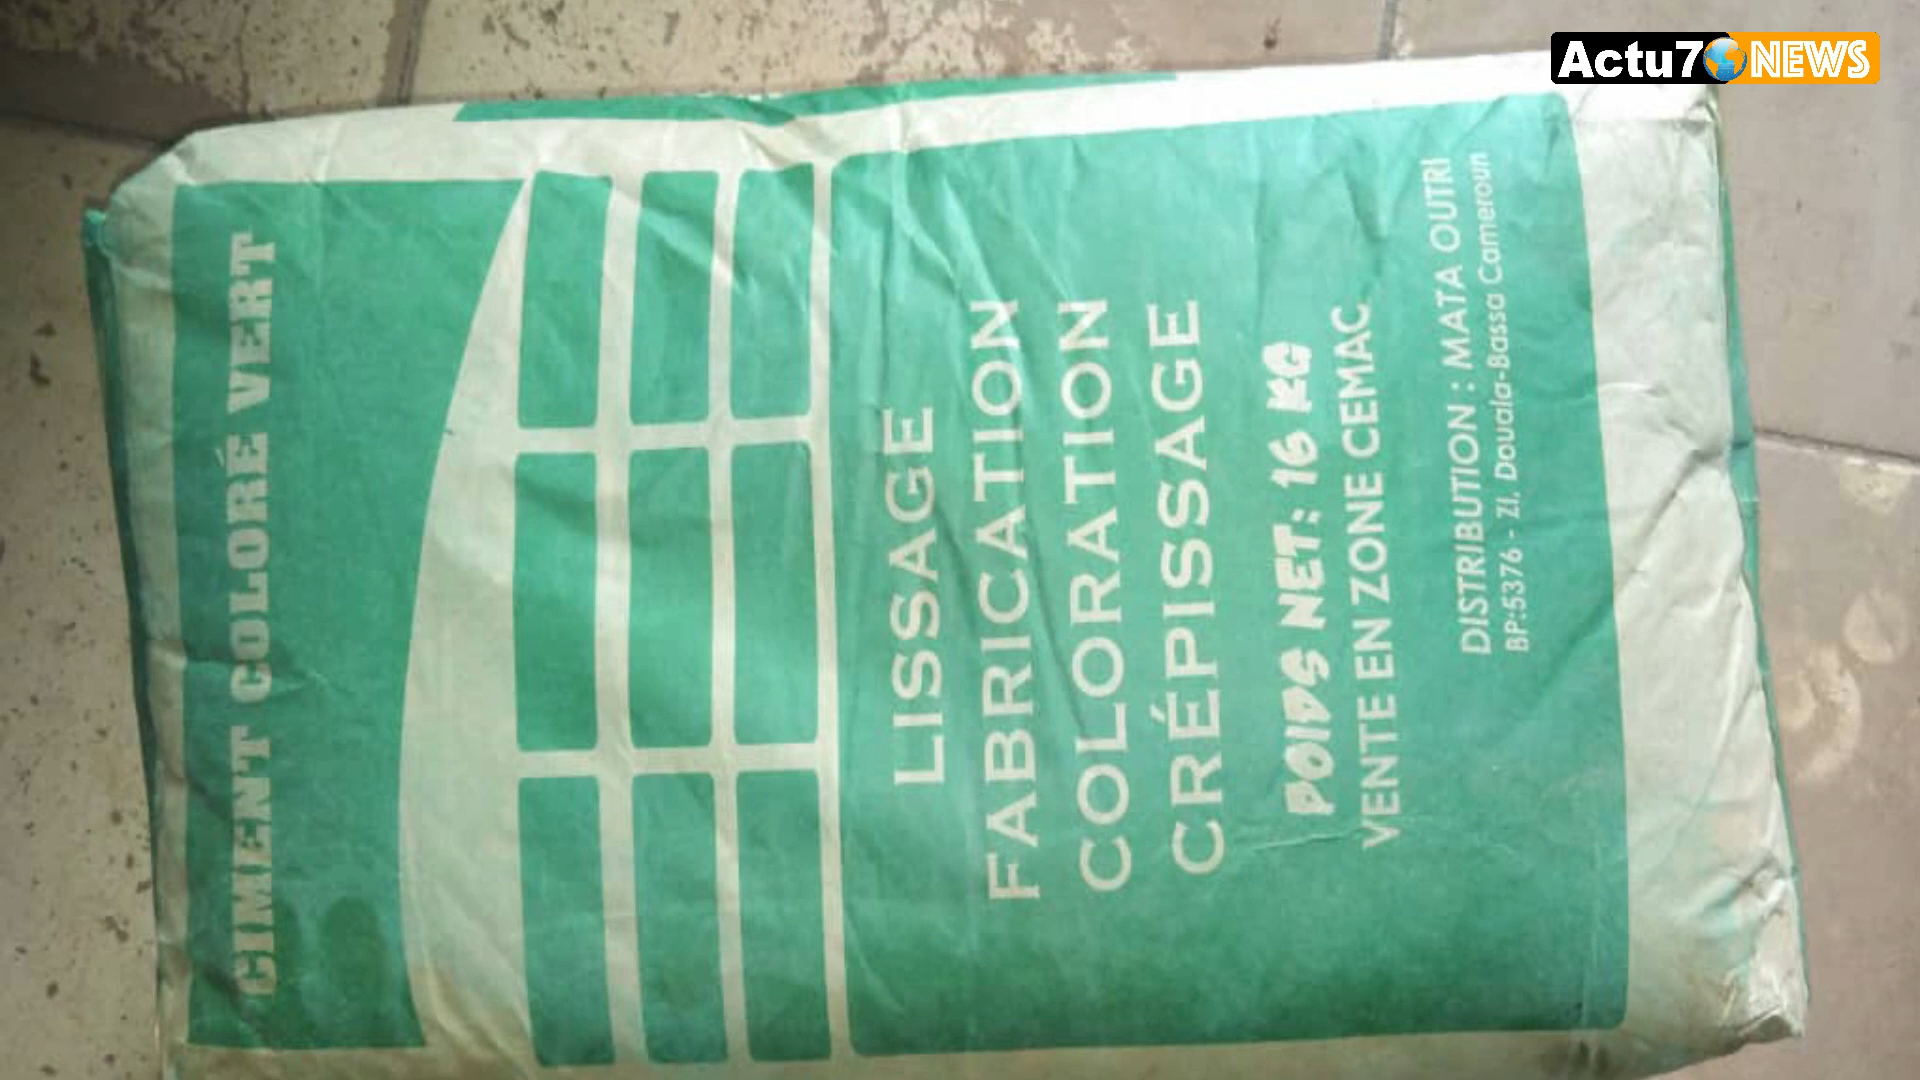 Actu7 NEWS
CIMENT COLORÉ VERT
LISSAGE
FABRICATION
COLORATION
CRÉPISSAGE
POIDS NET: 16 KG
VENTE EN ZONE CEMAC
DISTRIBUTION : MATA OUTRI
BP:5376 - ZI. Douala-Bassa Cameroun